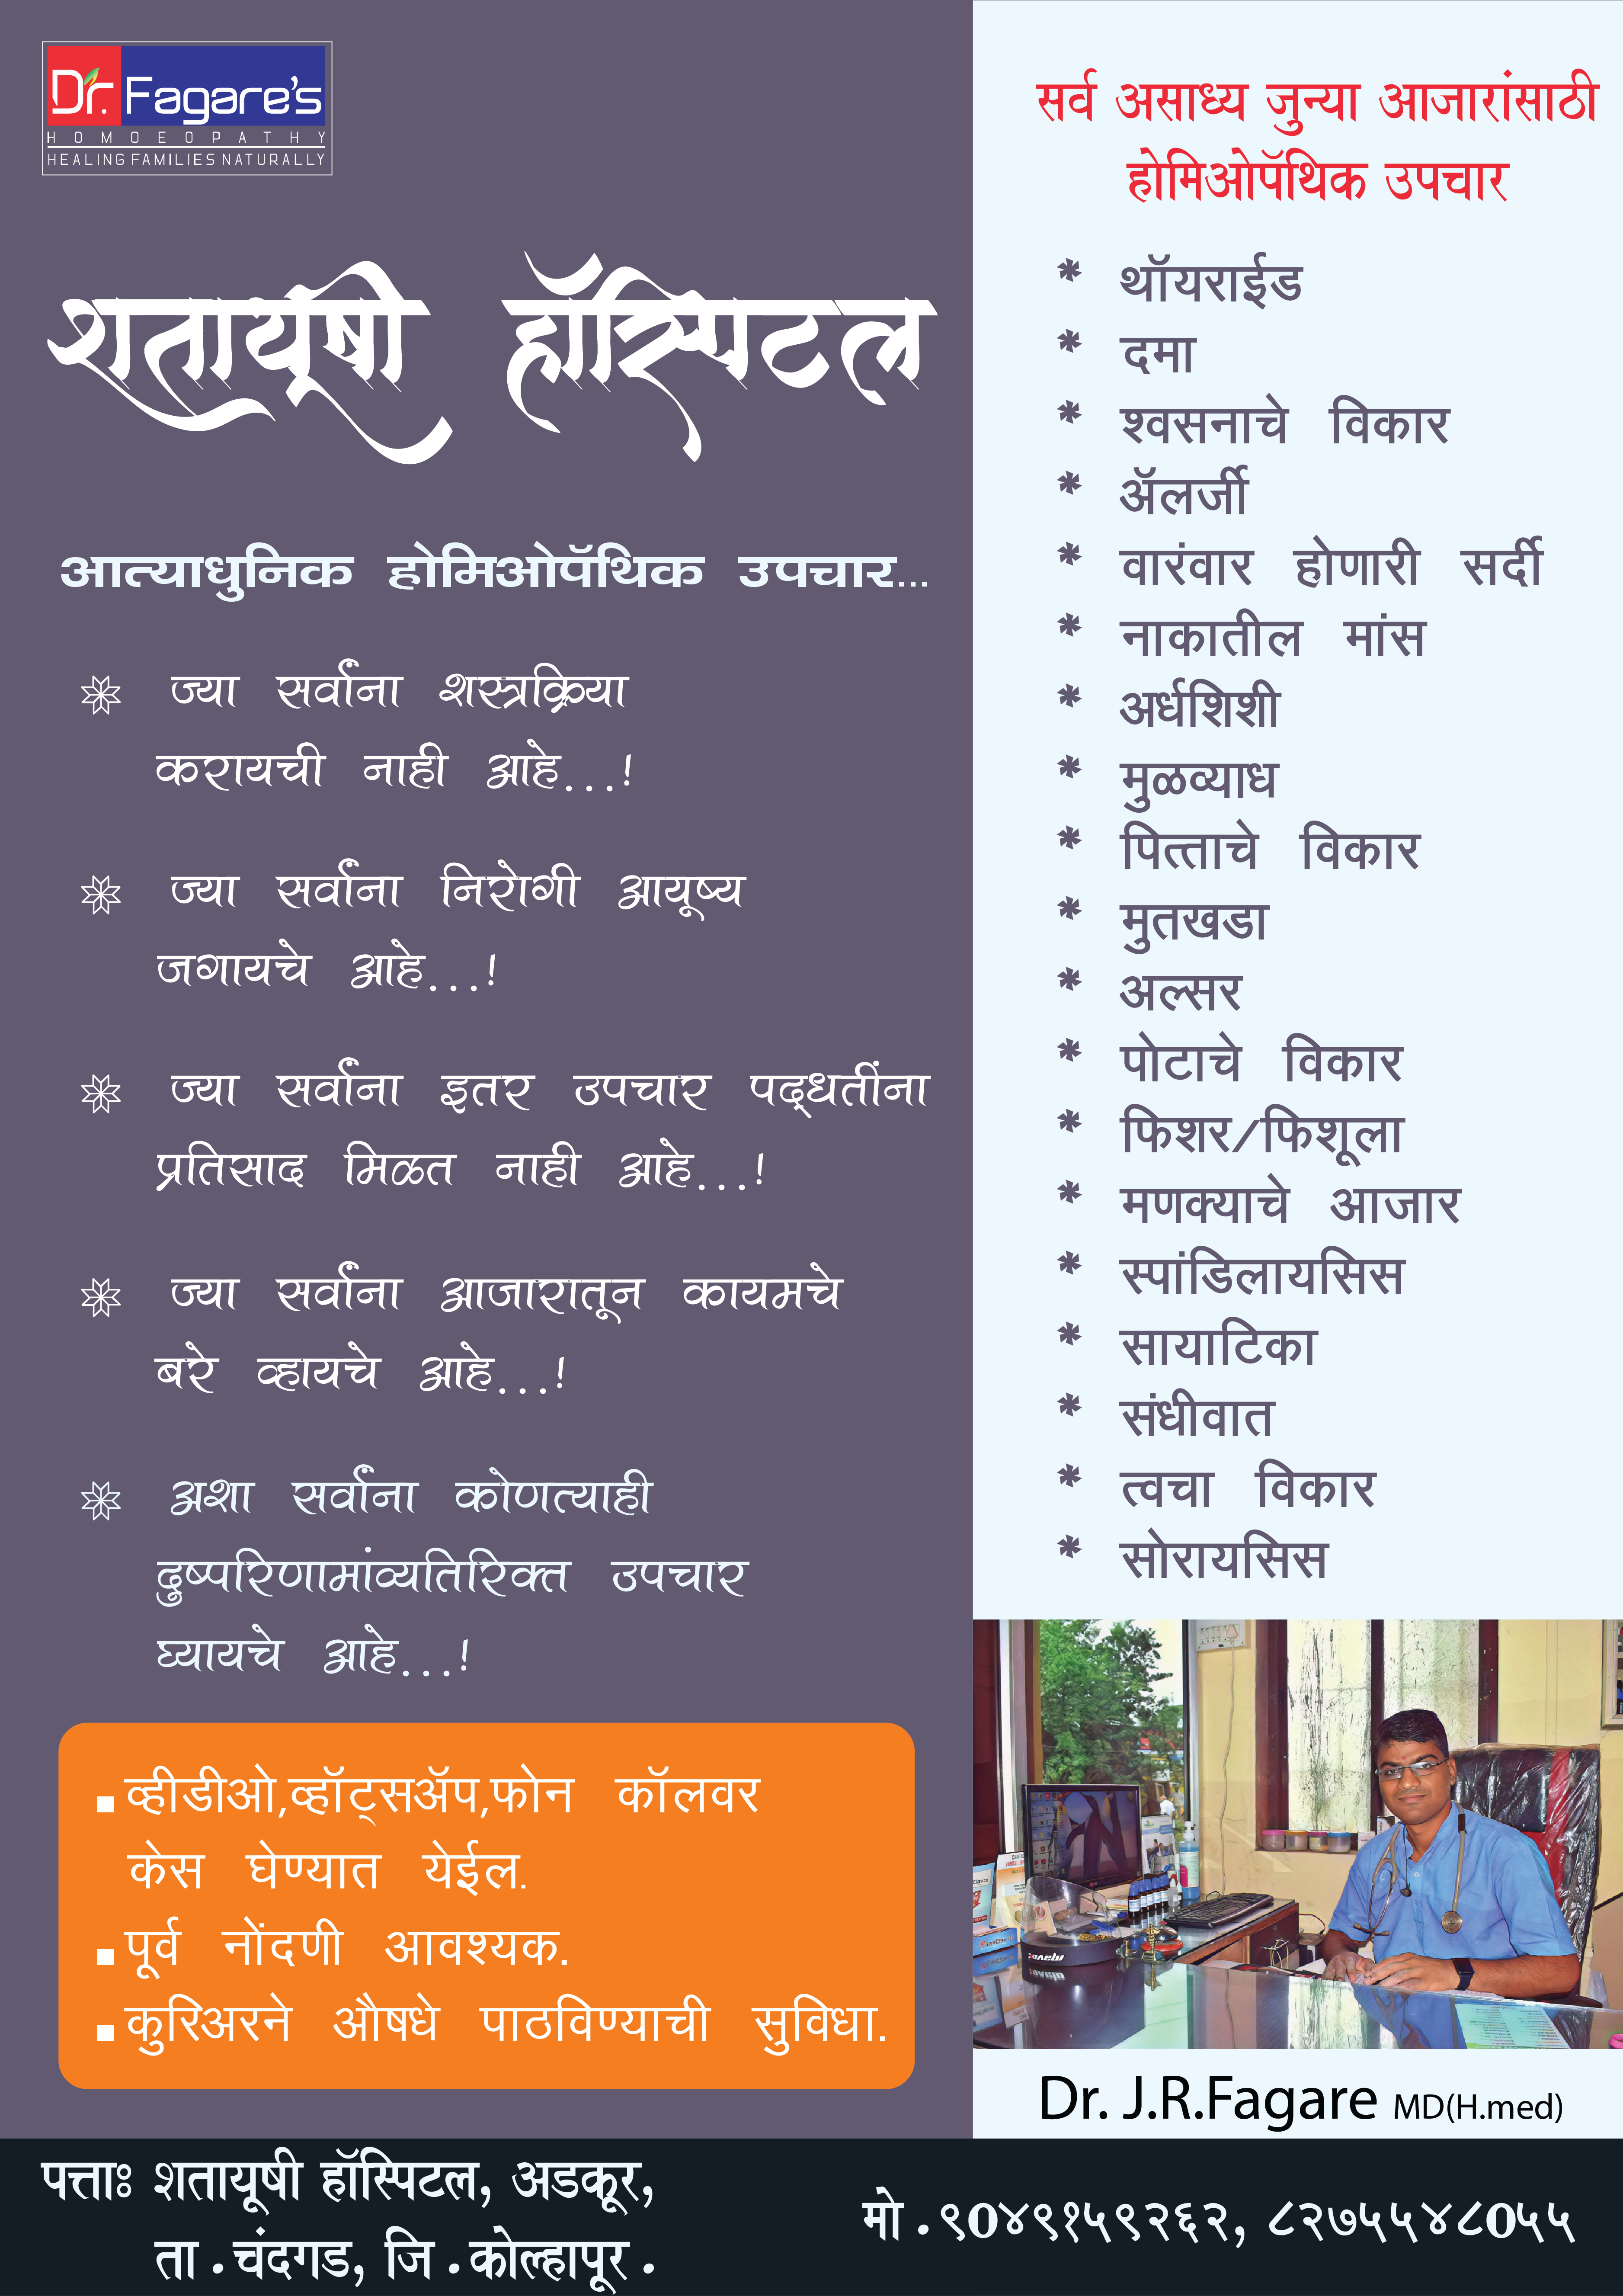 Dr. Fagare's
HOMOEOPATHY
HEALING FAMILIES NATURALLY
शतायूषी हॉस्पिटल
आत्याधुनिक होमिओपॅथिक उपचार...
ज्या सर्वांना शस्त्रक्रिया
करायची नाही आहे...!
ज्या सर्वांना निरोगी आयूष्य
जगायचे आहे...!
ज्या सर्वांना इतर उपचार पद्धतींना
प्रतिसाद मिळत नाही आहे...!
ज्या सर्वांना आजारातून कायमचे
बरे व्हायचे आहे...!
अशा सर्वांना कोणत्याही
दुष्परिणामांव्यतिरिक्त उपचार
घ्यायचे आहे...!
▪ व्हीडीओ,व्हॉट्सॲप,फोन कॉलवर
केस घेण्यात येईल.
▪ पूर्व नोंदणी आवश्यक.
▪ कुरिअरने औषधे पाठविण्याची सुविधा.
सर्व असाध्य जुन्या आजारांसाठी
होमिओपॅथिक उपचार
* थॉयराईड
* दमा
* श्वसनाचे विकार
* ॲलर्जी
* वारंवार होणारी सर्दी
* नाकातील मांस
* अर्धशिशी
* मुळव्याध
* पित्ताचे विकार
* मुतखडा
* अल्सर
* पोटाचे विकार
* फिशर/फिशूला
* मणक्याचे आजार
* स्पांडिलायसिस
* सायाटिका
* संधीवात
* त्वचा विकार
* सोरायसिस
Dr. J.R.Fagare MD(H.med)
पत्ताः शतायूषी हॉस्पिटल, अडकूर,
ता.चंदगड, जि.कोल्हापूर.
मो.९०४९१५९२६२, ८२७५५४८०५५